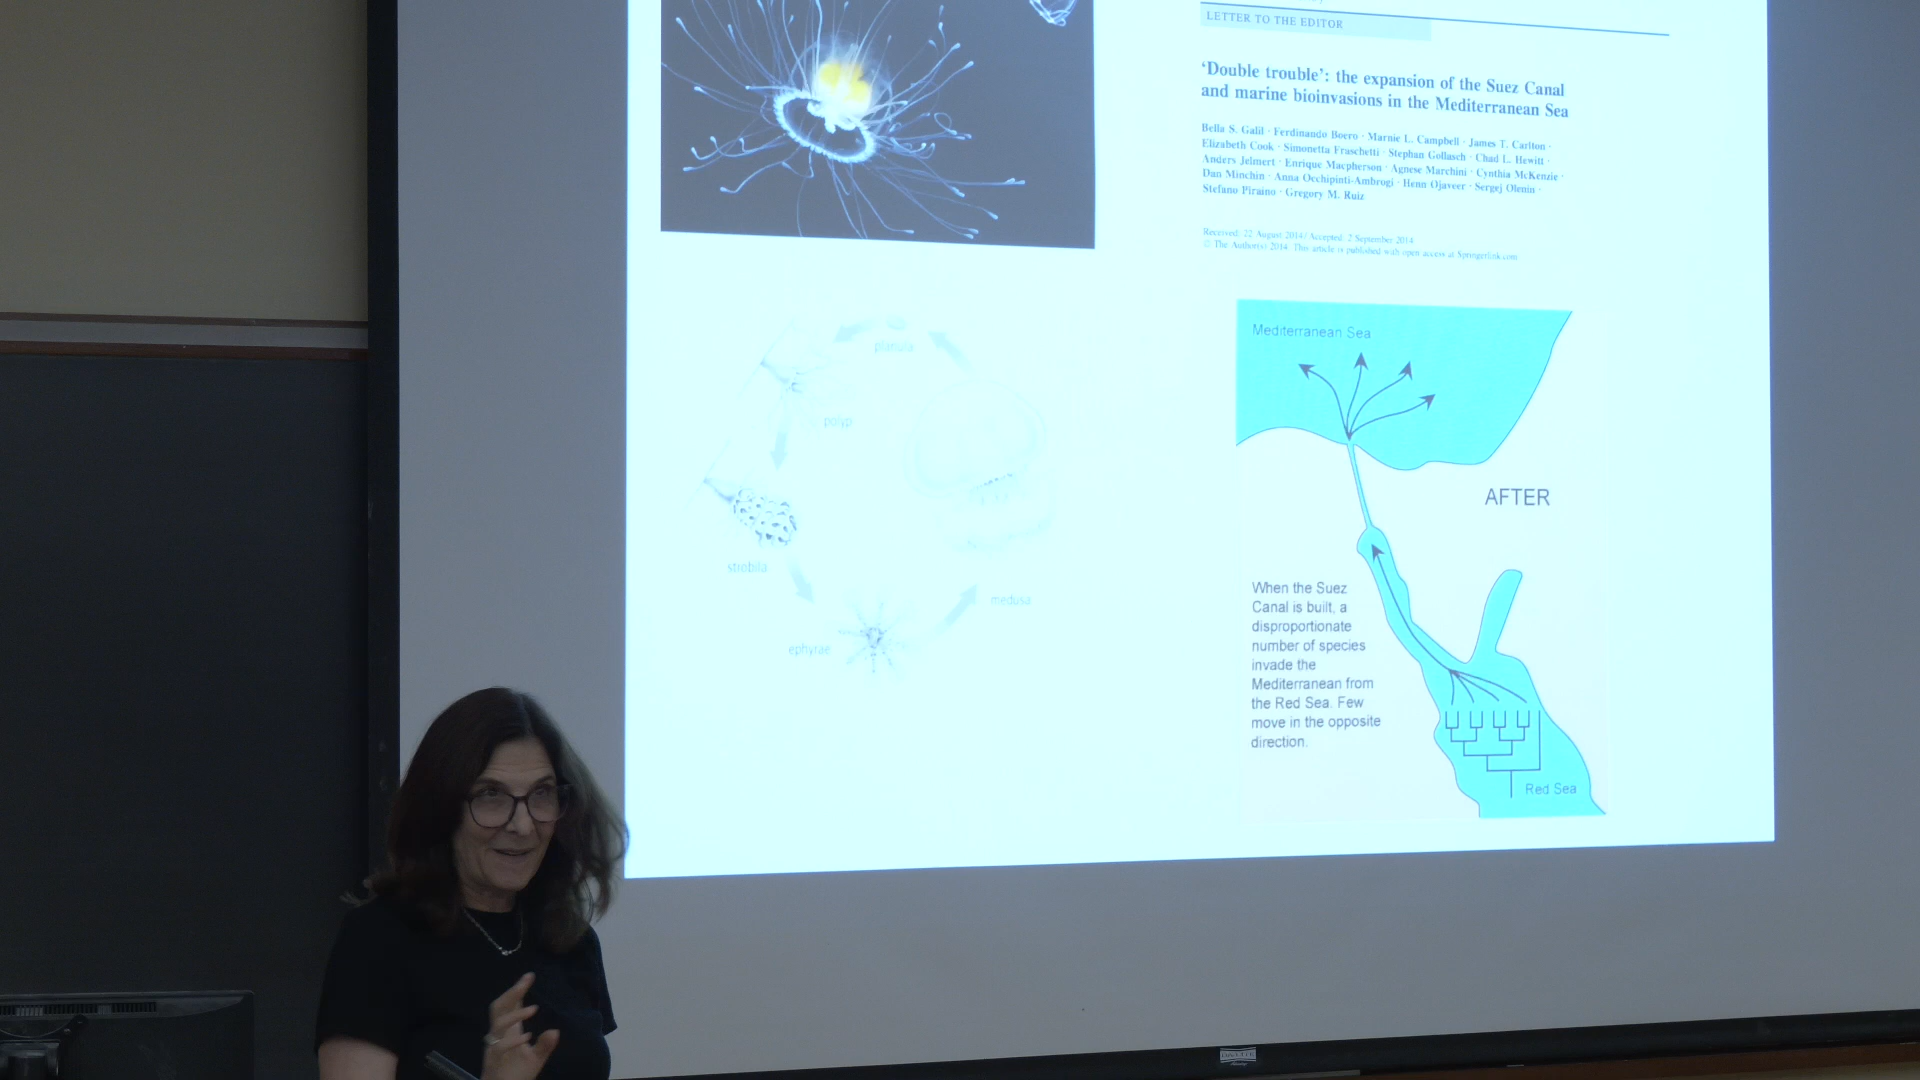 LETTER TO THE EDITOR
‘Double trouble’: the expansion of the Suez Canal
and marine bioinvasions in the Mediterranean Sea
Bella S. Galil · Ferdinando Boero · Marnie L. Campbell · James T. Carlton ·
Elizabeth Cook · Simonetta Fraschetti · Stephan Gollasch · Chad L. Hewitt ·
Anders Jelmert · Enrique Macpherson · Agnese Marchini · Cynthia McKenzie ·
Dan Minchin · Anna Occhipinti-Ambrogi · Henn Ojaveer · Sergej Olenin ·
Stefano Piraino · Gregory M. Ruiz
Received: 22 August 2014 / Accepted: 2 September 2014
© The Author(s) 2014. This article is published with open access at Springerlink.com
planula
polyp
strobila
ephyrae
medusa
Mediterranean Sea
AFTER
When the Suez
Canal is built, a
disproportionate
number of species
invade the
Mediterranean from
the Red Sea. Few
move in the opposite
direction.
Red Sea